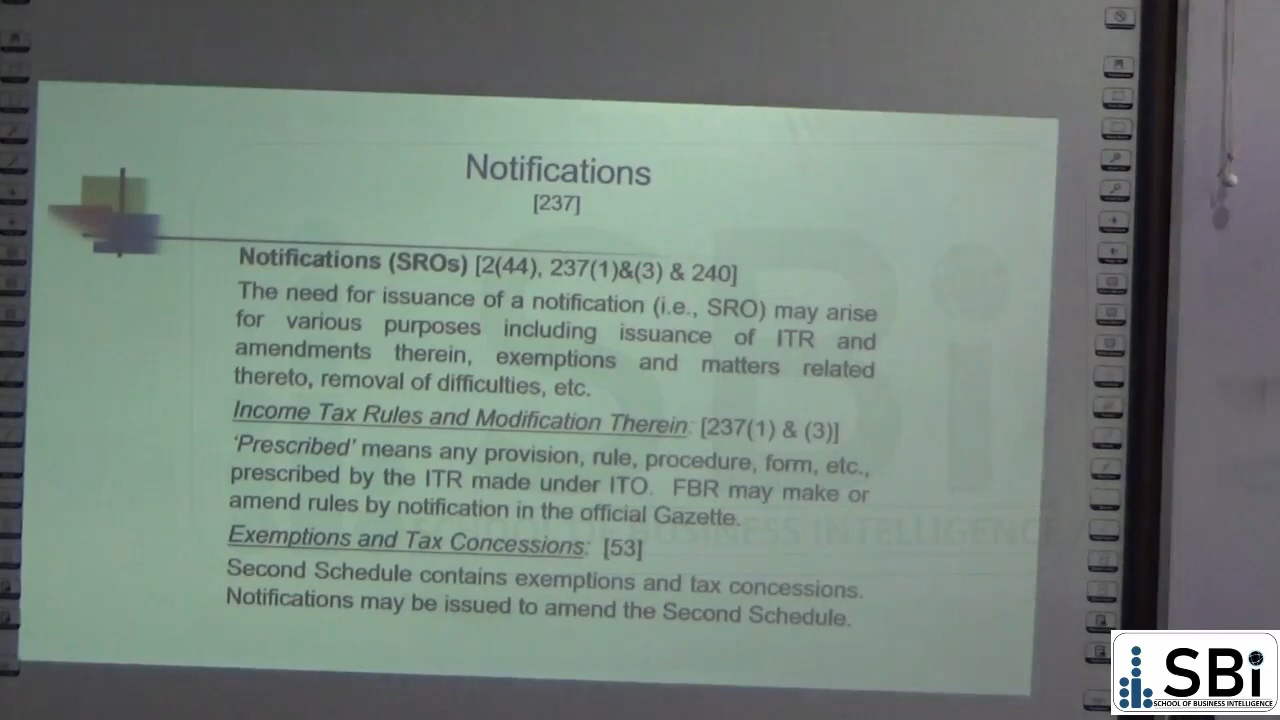 Notifications
[237]
Notifications (SROs) [2(44), 237(1)&(3) & 240]
The need for issuance of a notification (i.e., SRO) may arise
for various purposes including issuance of ITR and
amendments therein, exemptions and matters related
thereto, removal of difficulties, etc.
Income Tax Rules and Modification Therein: [237(1) & (3)]
'Prescribed' means any provision, rule, procedure, form, etc.,
prescribed by the ITR made under ITO. FBR may make or
amend rules by notification in the official Gazette.
Exemptions and Tax Concessions: [53]
Second Schedule contains exemptions and tax concessions.
Notifications may be issued to amend the Second Schedule.
SBi
SCHOOL OF BUSINESS INTELLIGENCE
SBi
SCHOOL OF BUSINESS INTELLIGENCE